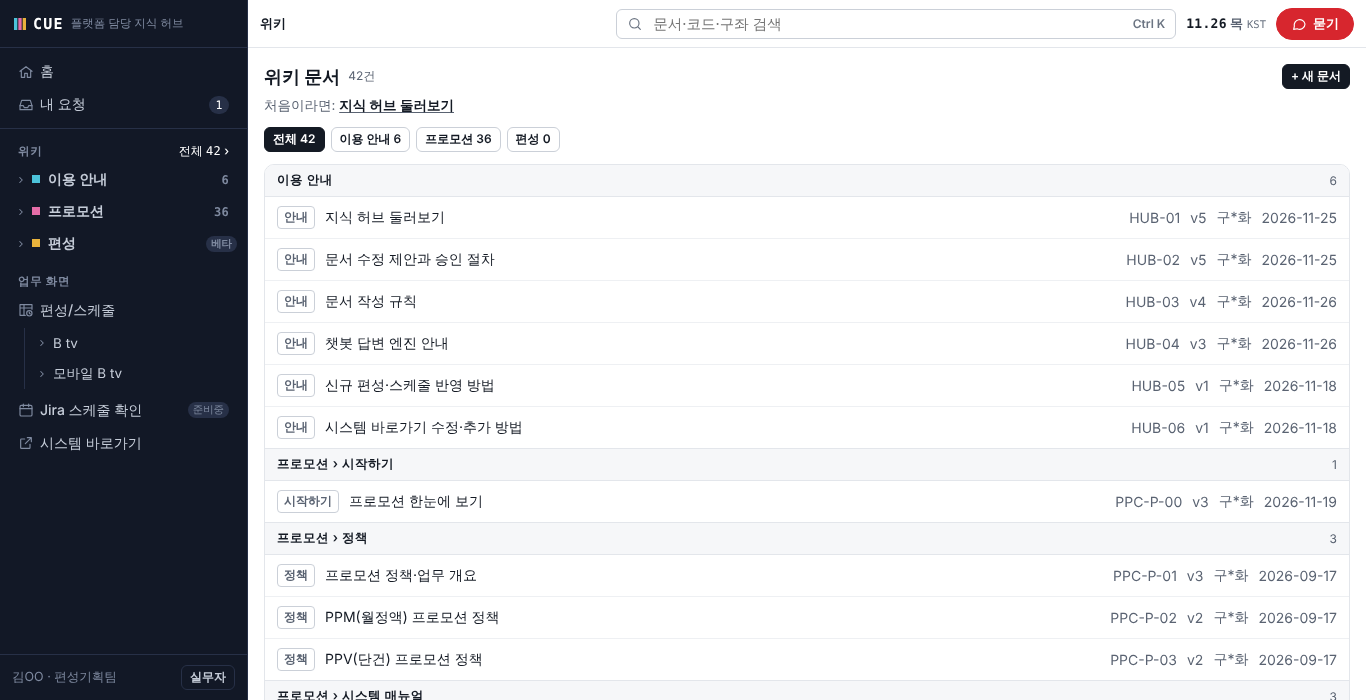 CUE 플랫폼 담당 지식 허브
홈
내 요청 1
위키 전체 42 ›
이용 안내 6
프로모션 36
편성 베타
업무 화면
편성/스케줄
B tv
모바일 B tv
Jira 스케줄 확인 준비중
시스템 바로가기
김OO · 편성기획팀 실무자
위키 문서·코드·구좌 검색 Ctrl K 11.26 목 KST 묻기
위키 문서 42건 + 새 문서
처음이라면: 지식 허브 둘러보기
전체 42 이용 안내 6 프로모션 36 편성 0
이용 안내 6
안내 지식 허브 둘러보기 HUB-01 v5 구*화 2026-11-25
안내 문서 수정 제안과 승인 절차 HUB-02 v5 구*화 2026-11-25
안내 문서 작성 규칙 HUB-03 v4 구*화 2026-11-26
안내 챗봇 답변 엔진 안내 HUB-04 v3 구*화 2026-11-26
안내 신규 편성·스케줄 반영 방법 HUB-05 v1 구*화 2026-11-18
안내 시스템 바로가기 수정·추가 방법 HUB-06 v1 구*화 2026-11-18
프로모션 › 시작하기 1
시작하기 프로모션 한눈에 보기 PPC-P-00 v3 구*화 2026-11-19
프로모션 › 정책 3
정책 프로모션 정책·업무 개요 PPC-P-01 v3 구*화 2026-09-17
정책 PPM(월정액) 프로모션 정책 PPC-P-02 v2 구*화 2026-09-17
정책 PPV(단건) 프로모션 정책 PPC-P-03 v2 구*화 2026-09-17
프로모션 › 시스템 매뉴얼 3